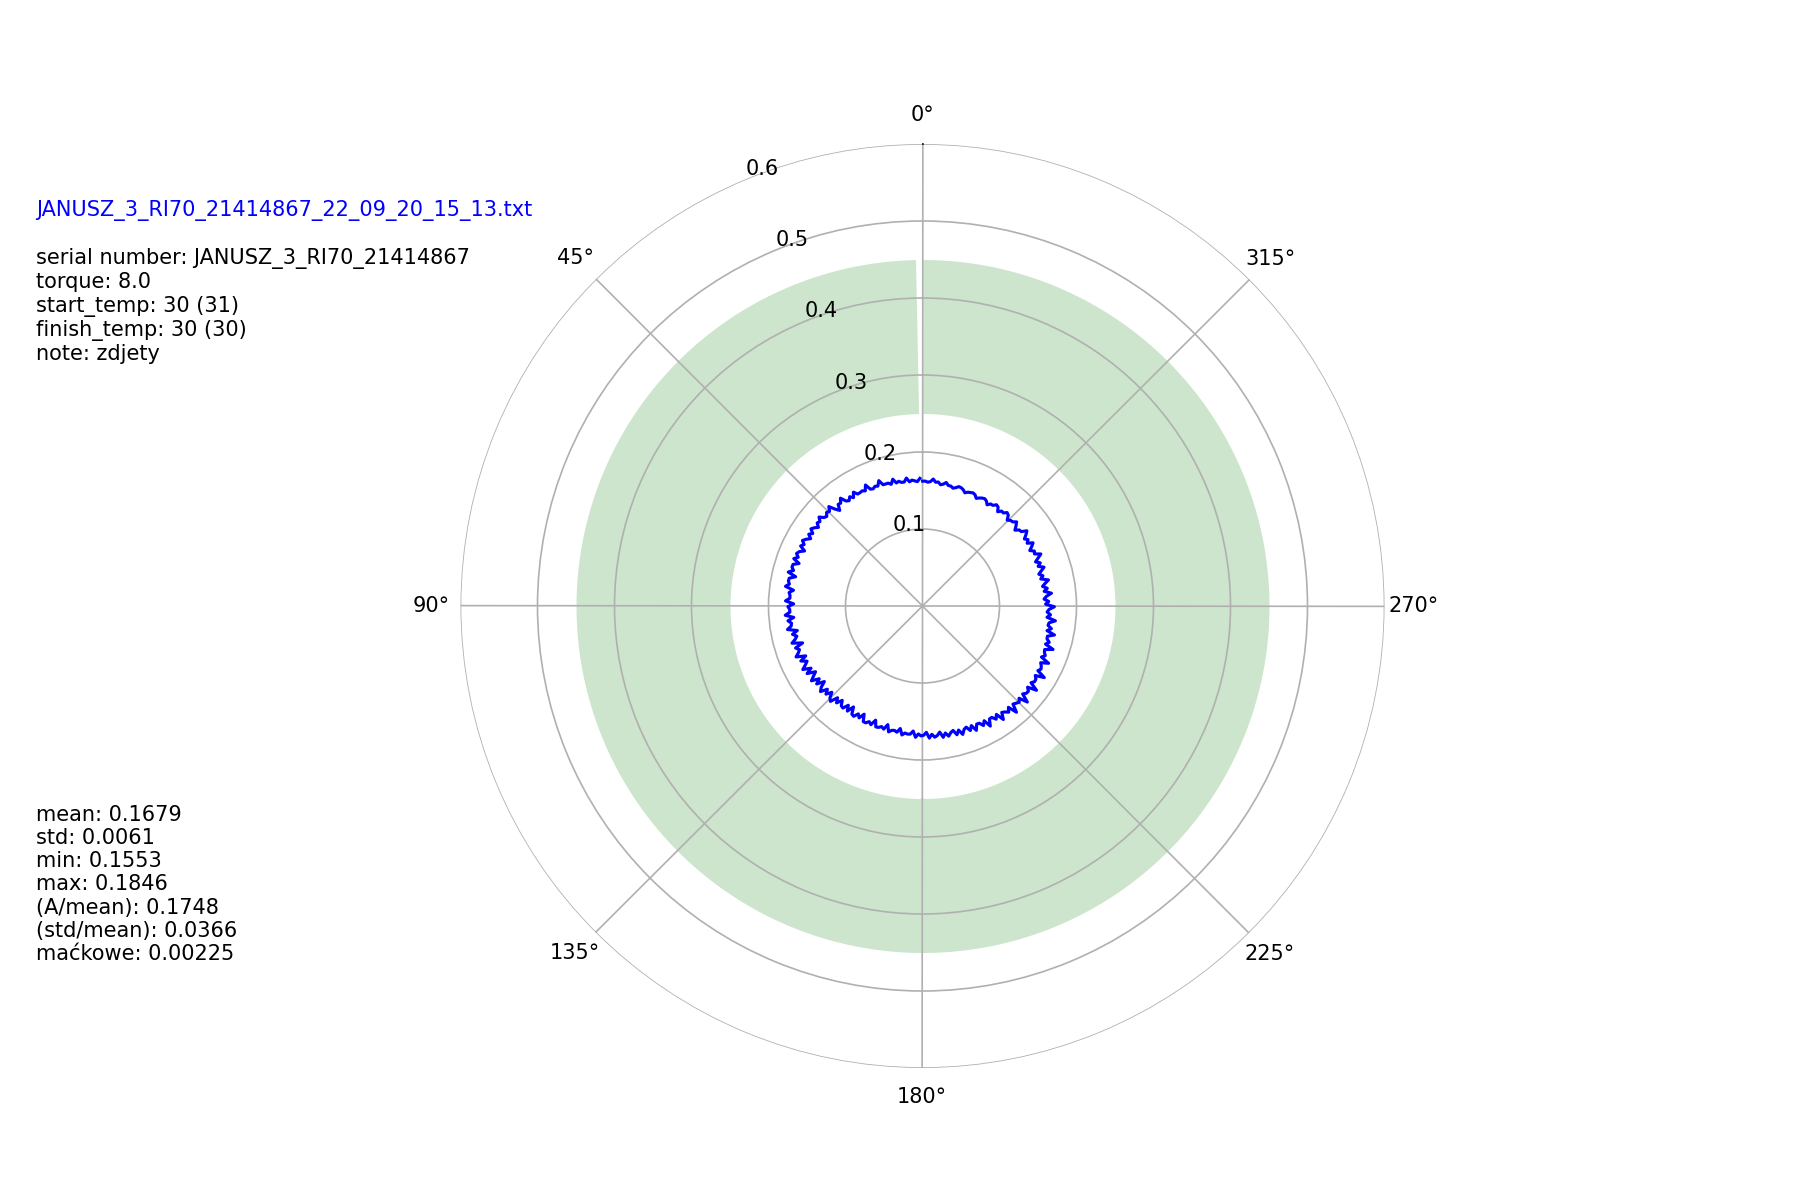 0°
0.6
JANUSZ_3_RI70_21414867_22_09_20_15_13.txt
0.5
serial number: JANUSZ_3_RI70_21414867
45°
315°
torque: 8.0
start_temp: 30 (31)
0.4
finish_temp: 30 (30)
note: zdjety
0.3
0.2
0.1
90°
270°
mean: 0.1679
std: 0.0061
min: 0.1553
max: 0.1846
(A/mean): 0.1748
(std/mean): 0.0366
maćkowe: 0.00225
135°
225°
180°